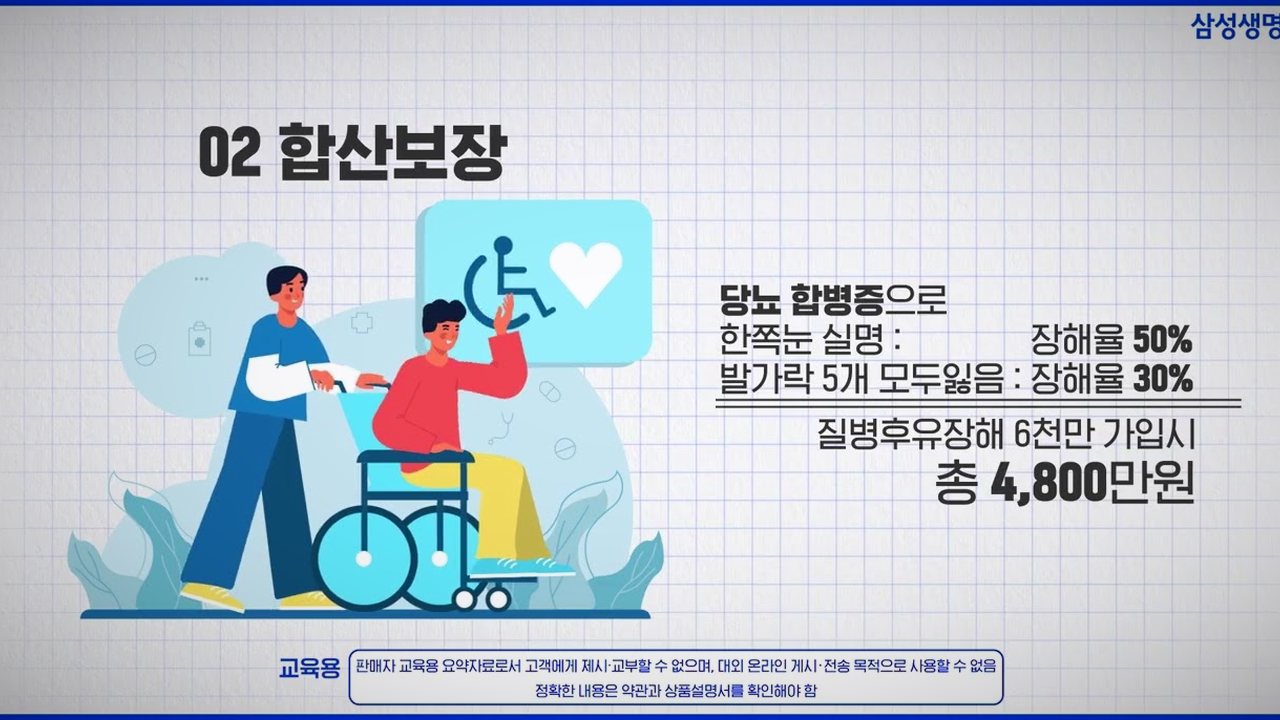 삼성생명
02 합산보장
당뇨 합병증으로
한쪽눈 실명 : 장해율 50%
발가락 5개 모두잃음 : 장해율 30%
질병후유장해 6천만 가입시
총 4,800만원
교육용
판매자 교육용 요약자료로서 고객에게 제시·교부할 수 없으며, 대외 온라인 게시·전송 목적으로 사용할 수 없음
정확한 내용은 약관과 상품설명서를 확인해야 함